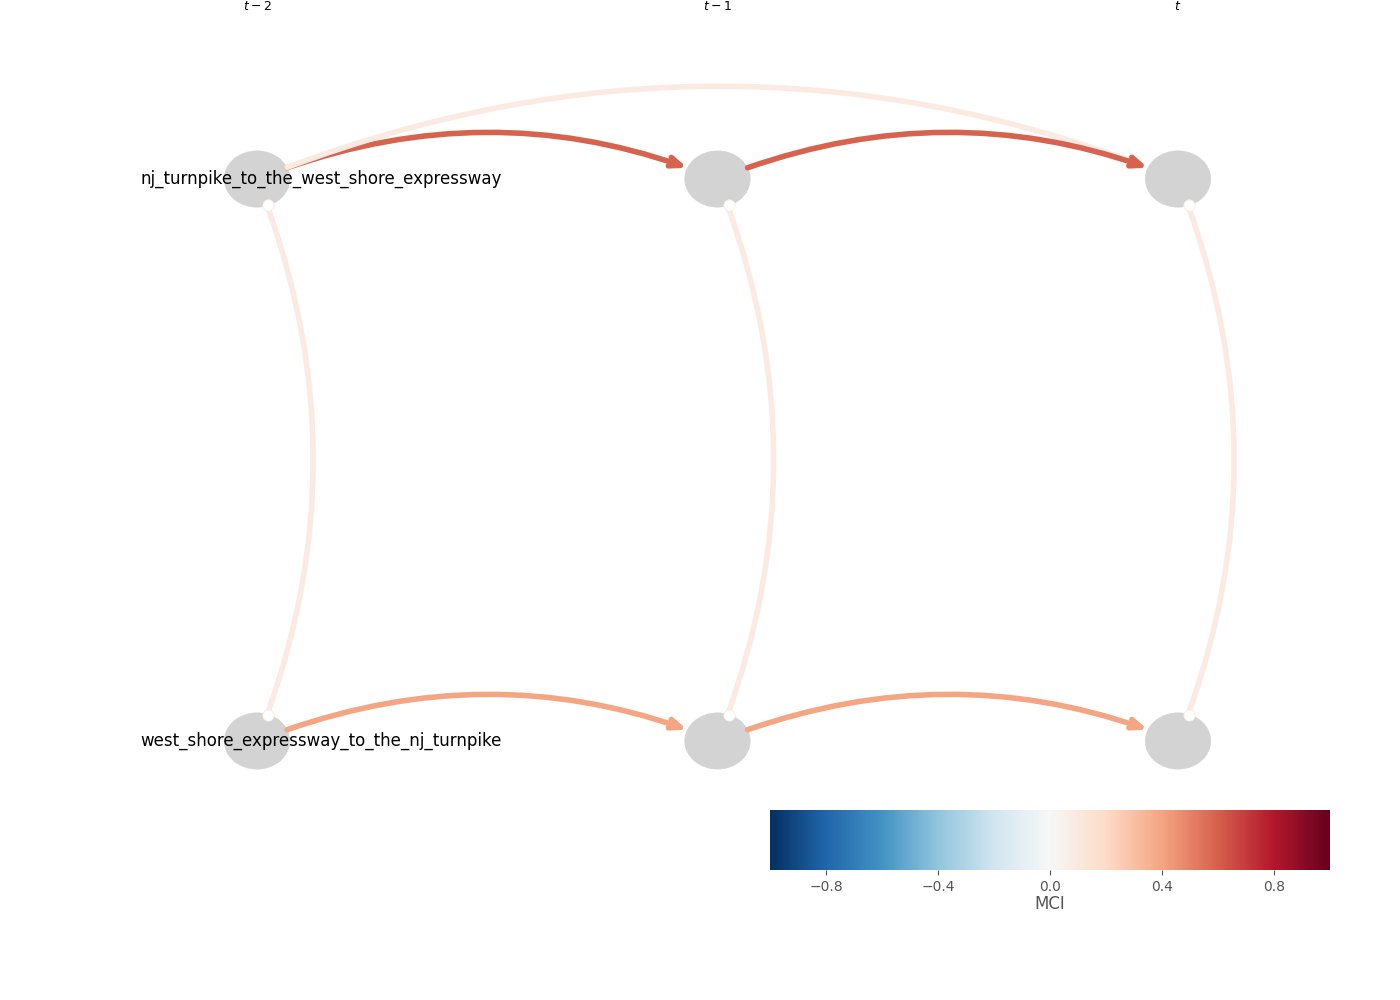 t − 2 t − 1 t
nj_turnpike_to_the_west_shore_expressway
west_shore_expressway_to_the_nj_turnpike
−0.8 −0.4 0.0 0.4 0.8
MCI